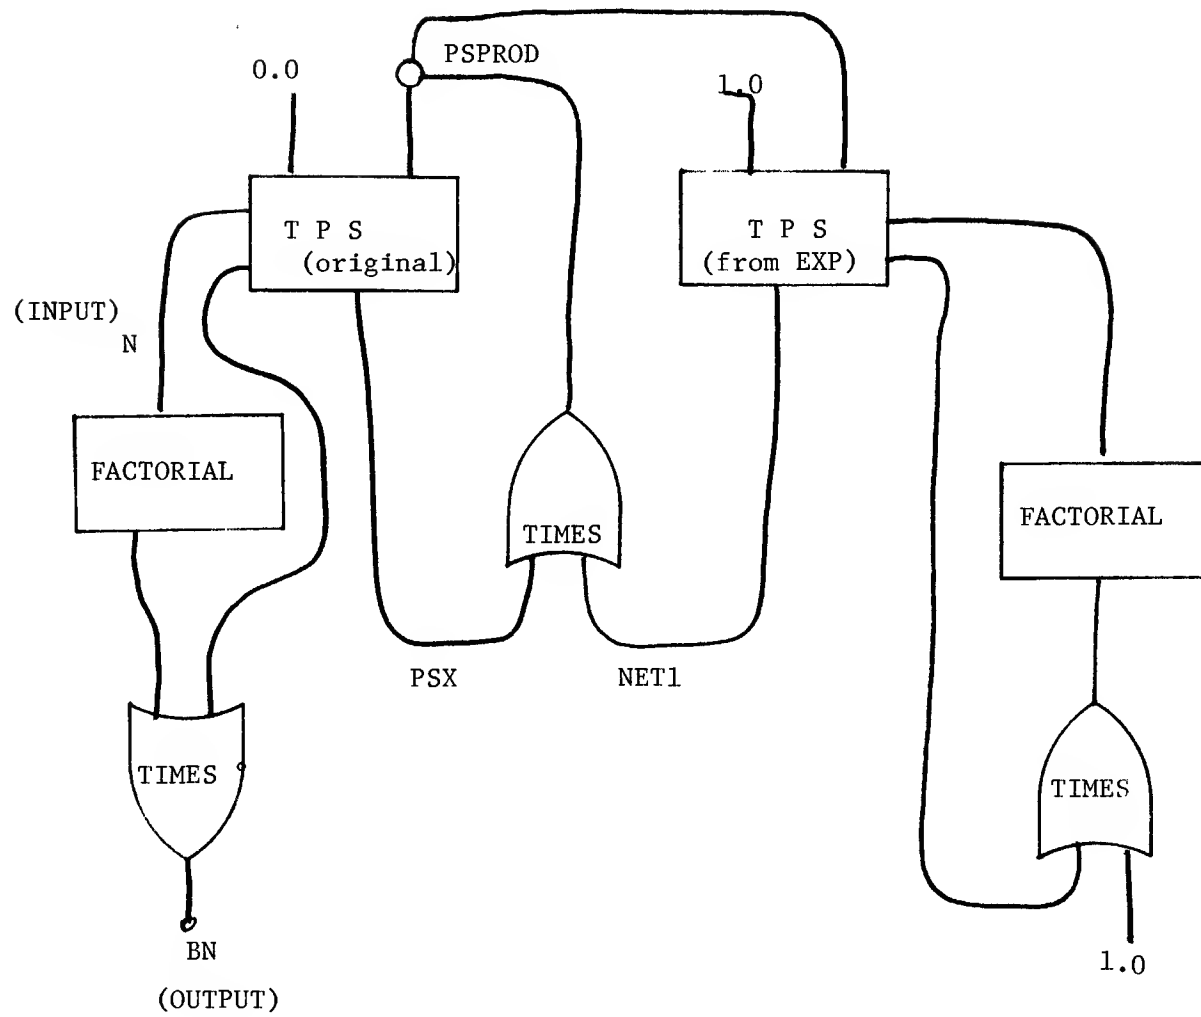 PSPROD
0.0
1.0
T P S
(original)
T P S
(from EXP)
(INPUT)
N
FACTORIAL
FACTORIAL
TIMES
PSX
NET1
TIMES
TIMES
BN
(OUTPUT)
1.0